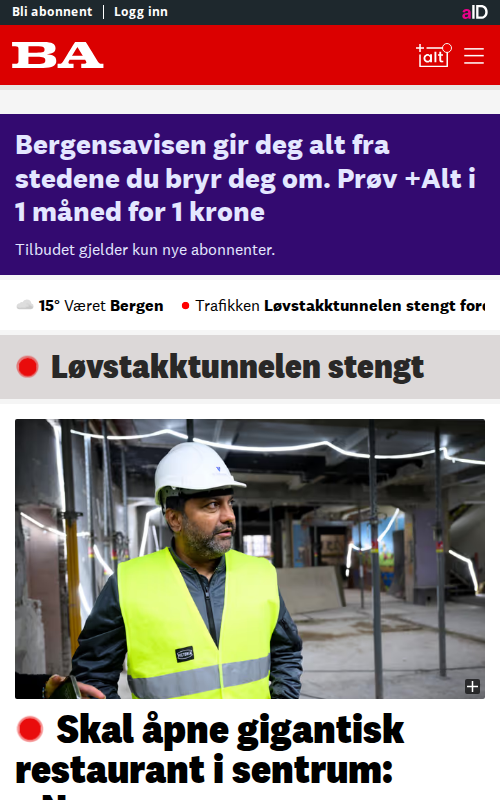 Bli abonnent
Logg inn
aID
BA
+alt
Bergensavisen gir deg alt fra
stedene du bryr deg om. Prøv +Alt i
1 måned for 1 krone
Tilbudet gjelder kun nye abonnenter.
15° Været Bergen
Trafikken Løvstakktunnelen stengt
Løvstakktunnelen stengt
Skal åpne gigantisk
restaurant i sentrum: